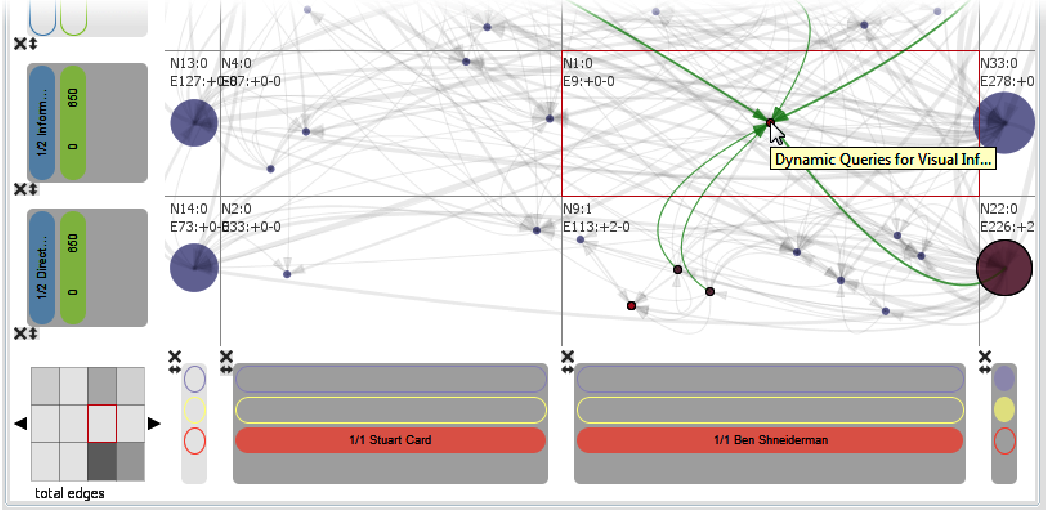 N13:0
E127:+0-0
N4:0
E87:+0-0
N1:0
E9:+0-0
N33:0
E278:+0
1/2 Inform...
0 650
Dynamic Queries for Visual Inf...
N14:0
E73:+0-0
N2:0
E33:+0-0
N9:1
E113:+2-0
N22:0
E226:+2
1/2 Direct...
0 650
1/1 Stuart Card
1/1 Ben Shneiderman
total edges